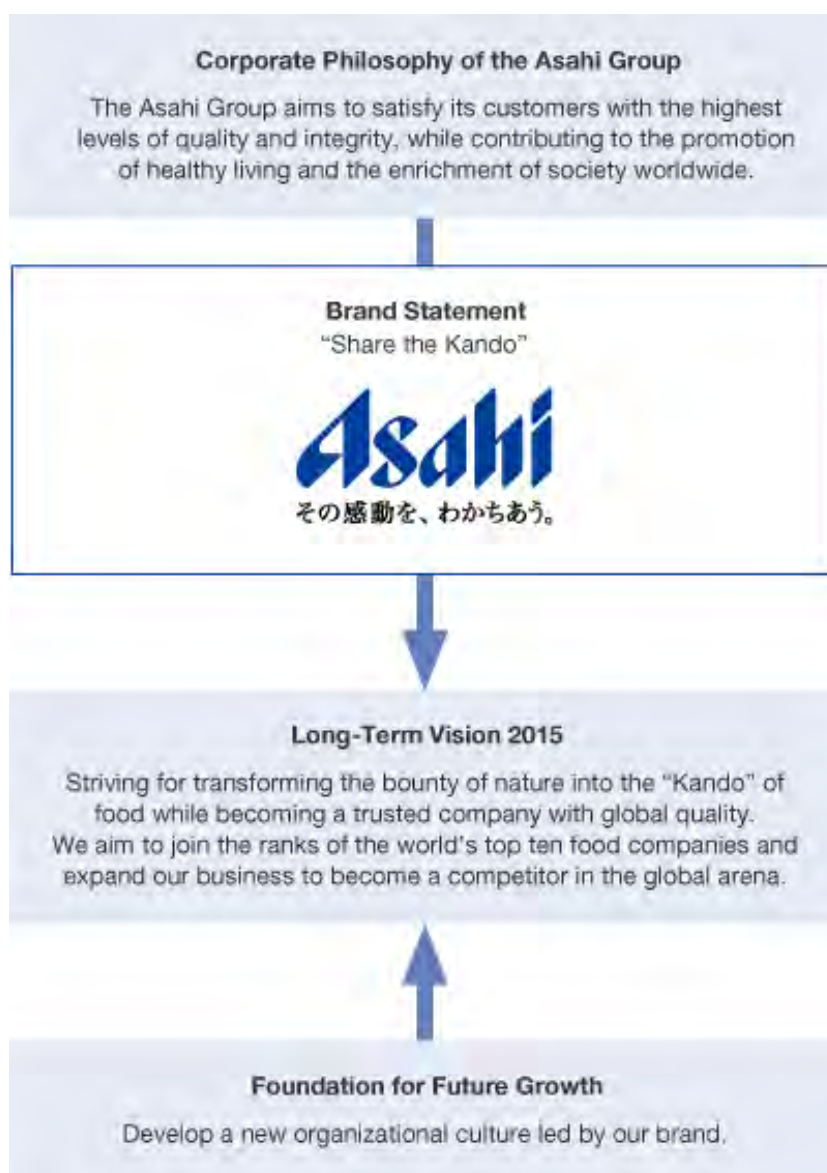 Corporate Philosophy of the Asahi Group
The Asahi Group aims to satisfy its customers with the highest
levels of quality and integrity, while contributing to the promotion
of healthy living and the enrichment of society worldwide.
Brand Statement
“Share the Kando”
Asahi
その感動を、わかちあう。
Long-Term Vision 2015
Striving for transforming the bounty of nature into the “Kando” of
food while becoming a trusted company with global quality.
We aim to join the ranks of the world’s top ten food companies and
expand our business to become a competitor in the global arena.
Foundation for Future Growth
Develop a new organizational culture led by our brand.